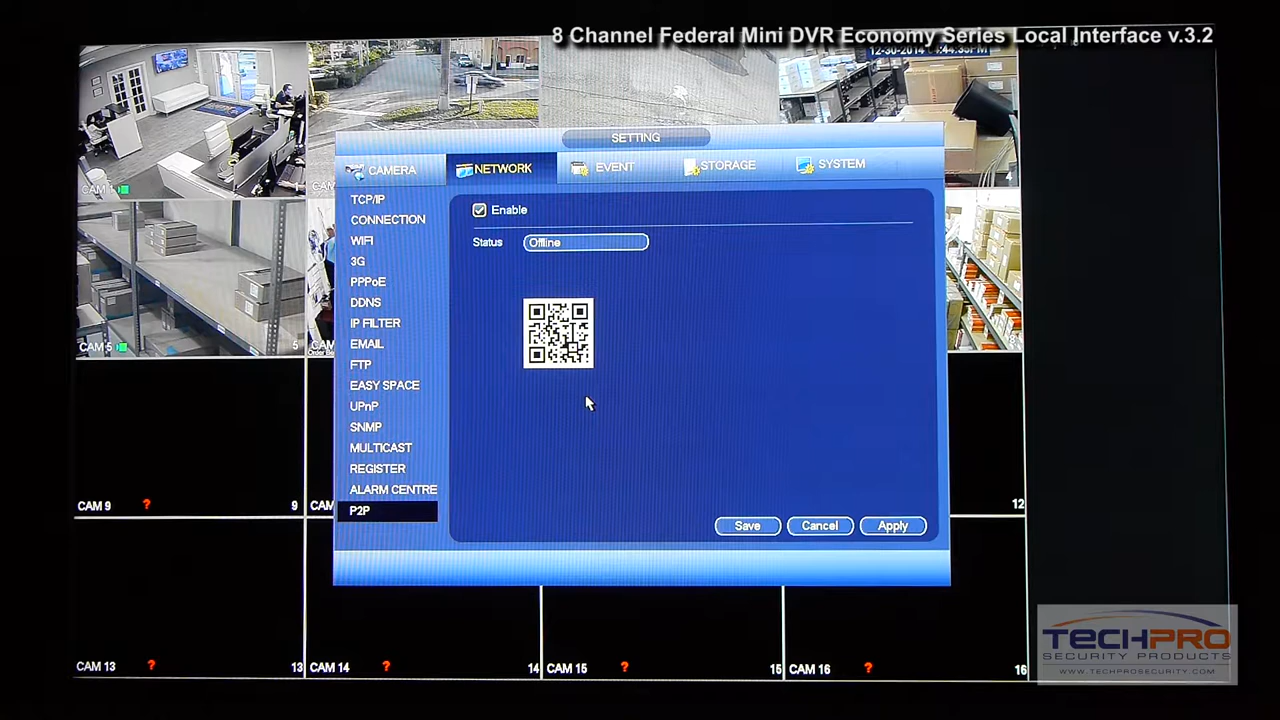 8 Channel Federal Mini DVR Economy Series Local Interface v.3.2
12-30-2014
SETTING
CAMERA
NETWORK
EVENT
STORAGE
SYSTEM
CAM 1
4
TCP/IP
CONNECTION
WIFI
3G
PPPoE
DDNS
IP FILTER
EMAIL
FTP
EASY SPACE
UPnP
SNMP
MULTICAST
REGISTER
ALARM CENTRE
P2P
Enable
Status
Offline
Save
Cancel
Apply
CAM 5
5
CAM 9 ?
9
CAM
12
CAM 13 ?
13
CAM 14 ?
14
CAM 15 ?
15
CAM 16 ?
16
TECHPRO
SECURITY PRODUCTS
WWW.TECHPROSECURITY.COM